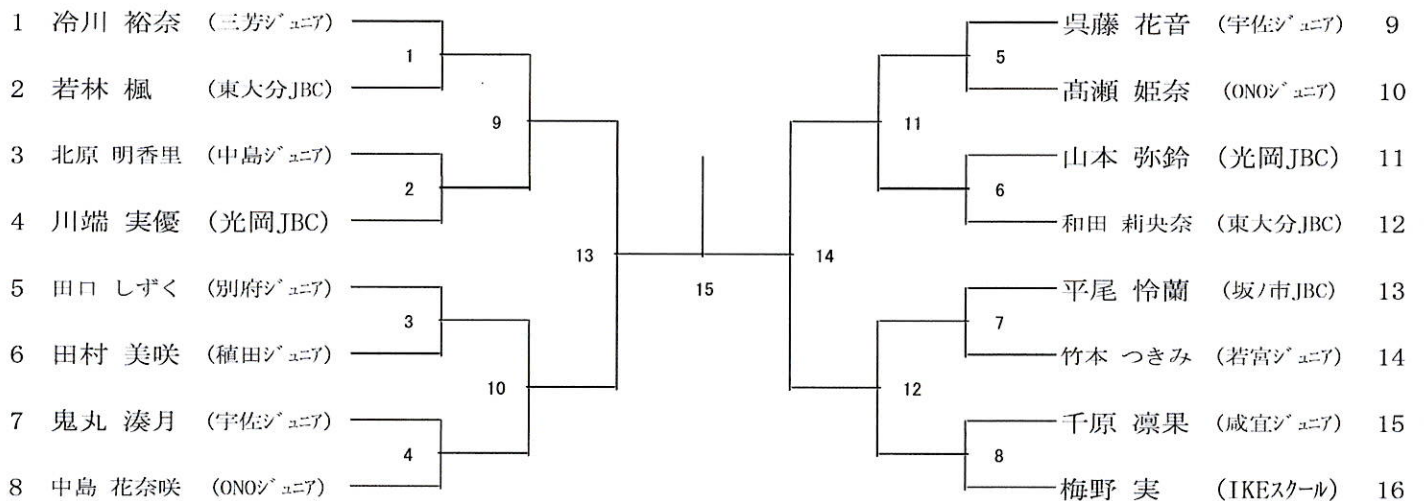 1 冷川 裕奈 (三芳ジュニア)
2 若林 楓 (東大分JBC)
3 北原 明香里 (中島ジュニア)
4 川端 実優 (光岡JBC)
5 田口 しずく (別府ジュニア)
6 田村 美咲 (稙田ジュニア)
7 鬼丸 湊月 (宇佐ジュニア)
8 中島 花奈咲 (ONOジュニア)
1
2
3
4
9
10
13
15
14
11
12
5
6
7
8
呉藤 花音 (宇佐ジュニア) 9
髙瀬 姫奈 (ONOジュニア) 10
山本 弥鈴 (光岡JBC) 11
和田 莉央奈 (東大分JBC) 12
平尾 怜蘭 (坂ノ市JBC) 13
竹本 つきみ (若宮ジュニア) 14
千原 凛果 (咸宜ジュニア) 15
梅野 実 (IKEスクール) 16